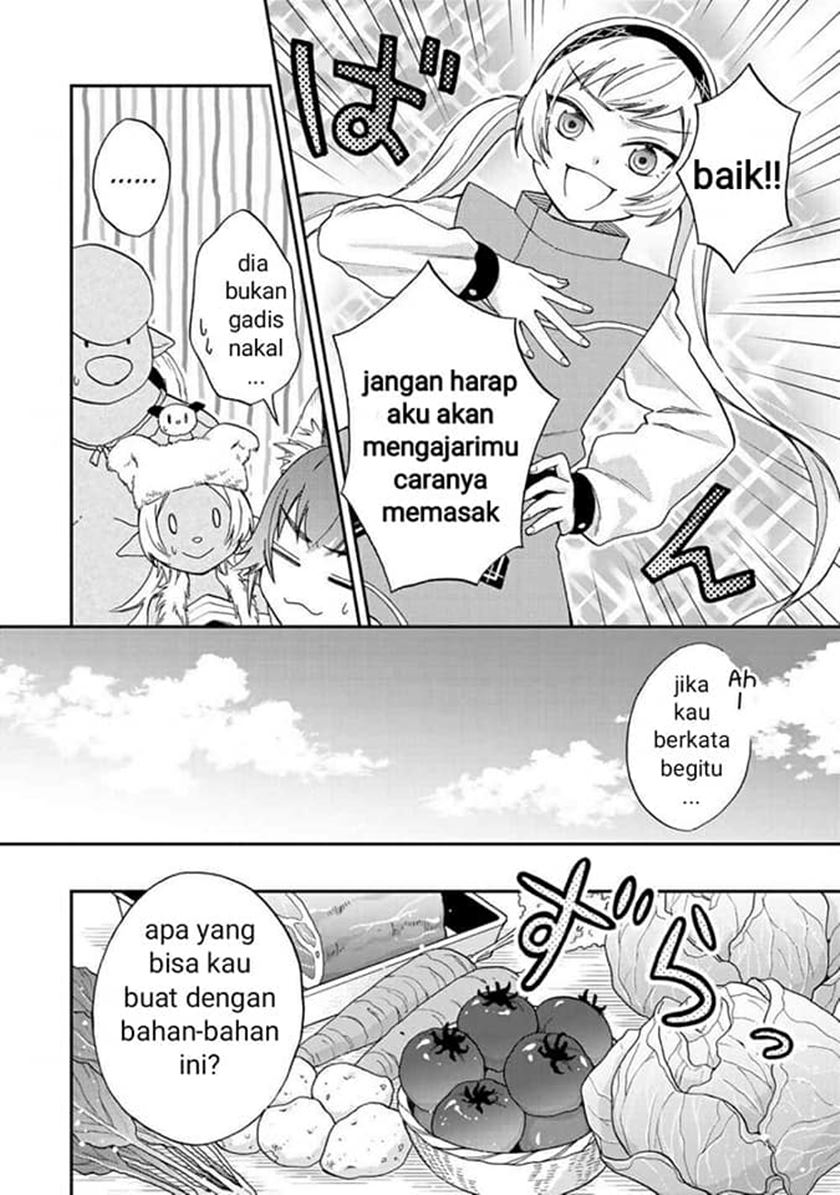 baik!!
ばばん
jangan harap
aku akan
mengajarimu
caranya
memasak
dia
bukan
gadis
nakal
...
......
Ah
jika
kau
berkata
begitu
...
ずらっ
apa yang
bisa kau
buat dengan
bahan-bahan
ini?